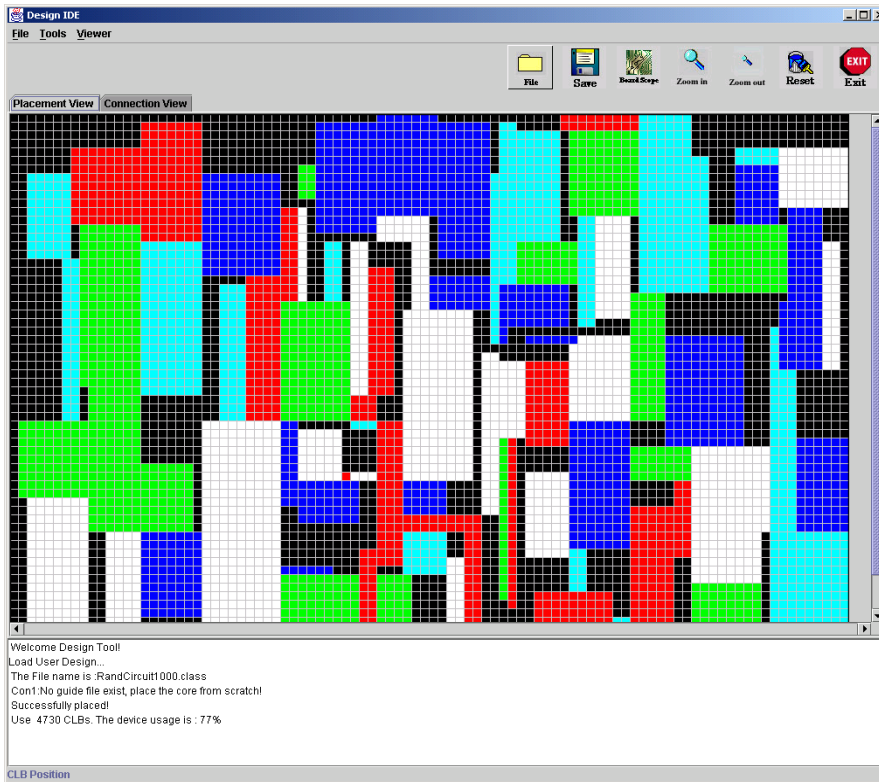 Design IDE
File Tools Viewer
File Save Board Scope Zoom in Zoom out Reset EXIT Exit
Placement View Connection View
Welcome Design Tool!
Load User Design...
The File name is :RandCircuit1000.class
Con1:No guide file exist, place the core from scratch!
Successfully placed!
Use 4730 CLBs. The device usage is : 77%
CLB Position